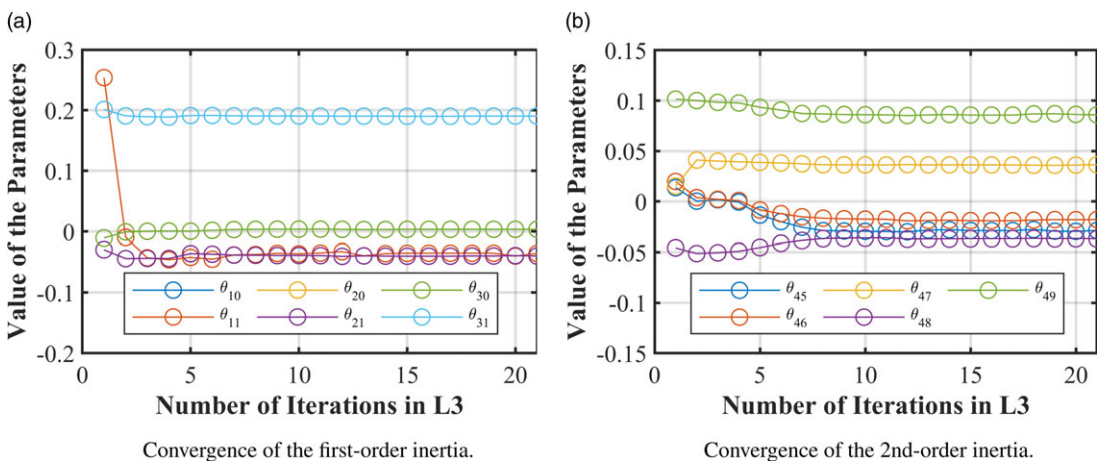 (a)
0.3
0.2
0.1
0
-0.1
-0.2
Value of the Parameters
θ10 θ20 θ30
θ11 θ21 θ31
0 5 10 15 20
Number of Iterations in L3
Convergence of the first-order inertia.
(b)
0.15
0.1
0.05
0
-0.05
-0.1
-0.15
Value of the Parameters
θ45 θ47 θ49
θ46 θ48
0 5 10 15 20
Number of Iterations in L3
Convergence of the 2nd-order inertia.